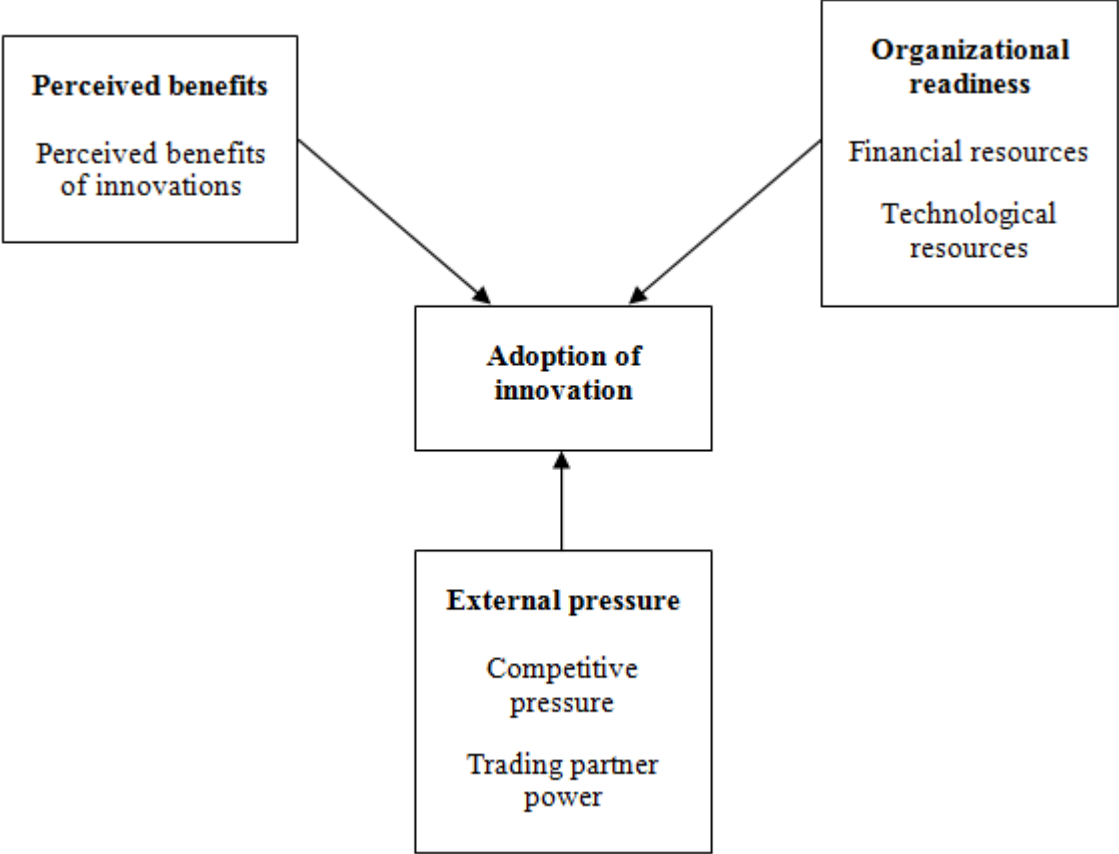 Perceived benefits
Perceived benefits
of innovations
Organizational
readiness
Financial resources
Technological
resources
Adoption of
innovation
External pressure
Competitive
pressure
Trading partner
power